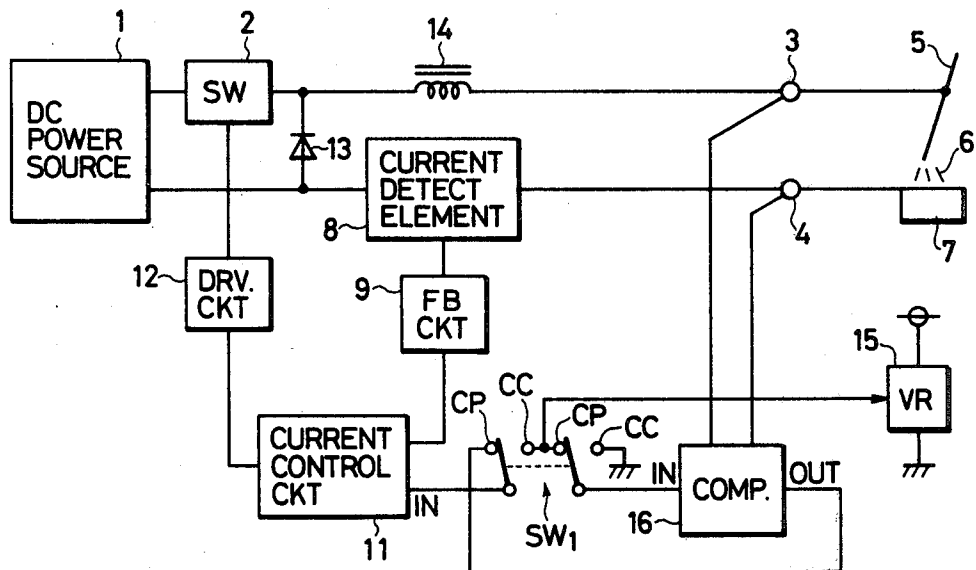 1
2
14
3
5
DC
POWER
SOURCE
SW
13
6
CURRENT
DETECT
ELEMENT
8
4
7
12
DRV.
CKT
9
FB
CKT
15
VR
CP
CC
CP
CC
CURRENT
CONTROL
CKT
IN
11
SW1
IN
COMP.
OUT
16